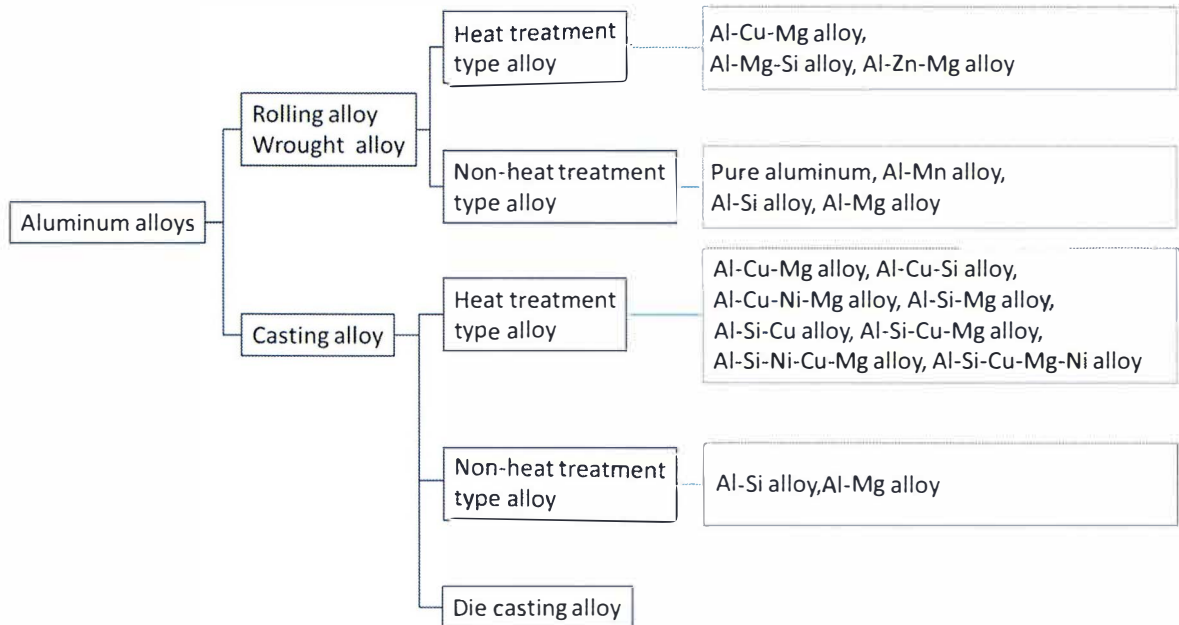 Aluminum alloys
Rolling alloy
Wrought alloy
Heat treatment
type alloy
Al-Cu-Mg alloy,
Al-Mg-Si alloy, Al-Zn-Mg alloy
Non-heat treatment
type alloy
Pure aluminum, Al-Mn alloy,
Al-Si alloy, Al-Mg alloy
Casting alloy
Heat treatment
type alloy
Al-Cu-Mg alloy, Al-Cu-Si alloy,
Al-Cu-Ni-Mg alloy, Al-Si-Mg alloy,
Al-Si-Cu alloy, Al-Si-Cu-Mg alloy,
Al-Si-Ni-Cu-Mg alloy, Al-Si-Cu-Mg-Ni alloy
Non-heat treatment
type alloy
Al-Si alloy,Al-Mg alloy
Die casting alloy